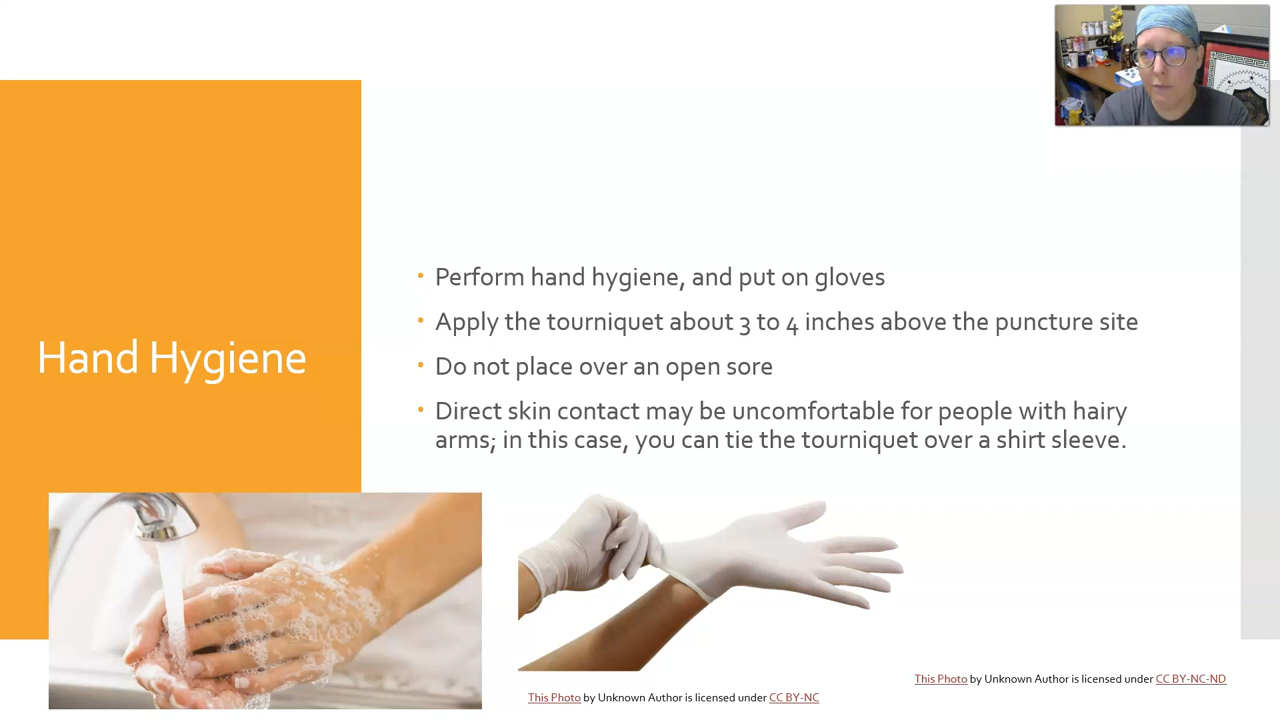 Hand Hygiene
• Perform hand hygiene, and put on gloves
• Apply the tourniquet about 3 to 4 inches above the puncture site
• Do not place over an open sore
• Direct skin contact may be uncomfortable for people with hairy
arms; in this case, you can tie the tourniquet over a shirt sleeve.
This Photo by Unknown Author is licensed under CC BY-NC
This Photo by Unknown Author is licensed under CC BY-NC-ND